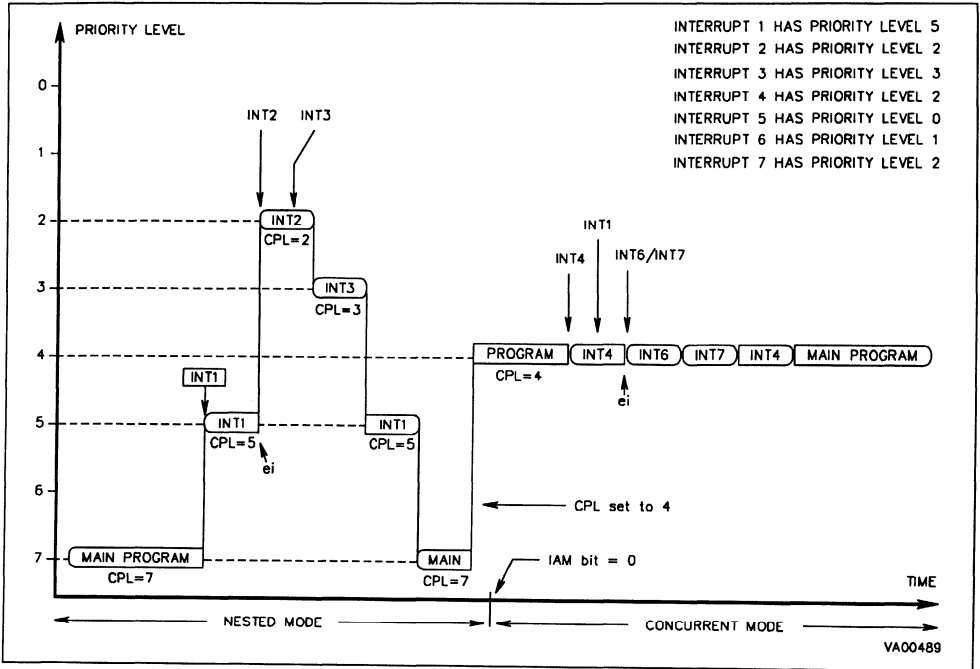 PRIORITY LEVEL
INTERRUPT 1 HAS PRIORITY LEVEL 5
INTERRUPT 2 HAS PRIORITY LEVEL 2
INTERRUPT 3 HAS PRIORITY LEVEL 3
INTERRUPT 4 HAS PRIORITY LEVEL 2
INTERRUPT 5 HAS PRIORITY LEVEL 0
INTERRUPT 6 HAS PRIORITY LEVEL 1
INTERRUPT 7 HAS PRIORITY LEVEL 2
0
INT2 INT3
1
2
INT2
CPL=2
INT1
INT4
INT6/INT7
3
INT3
CPL=3
4
PROGRAM INT4 INT6 INT7 INT4 MAIN PROGRAM
CPL=4
ei
INT1
5
INT1
CPL=5
ei
INT1
CPL=5
6
CPL set to 4
7
MAIN PROGRAM
CPL=7
MAIN
CPL=7
IAM bit = 0
TIME
NESTED MODE
CONCURRENT MODE
VA00489